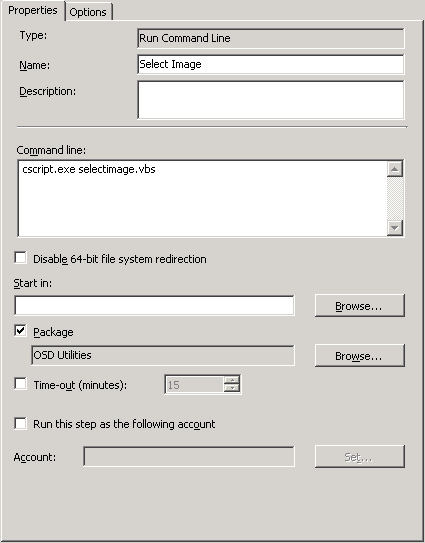 Properties
Options
Type:
Run Command Line
Name:
Select Image
Description:
Command line:
cscript.exe selectimage.vbs
Disable 64-bit file system redirection
Start in:
Browse...
Package
OSD Utilities
Browse...
Time-out (minutes):
15
Run this step as the following account
Account:
Set...